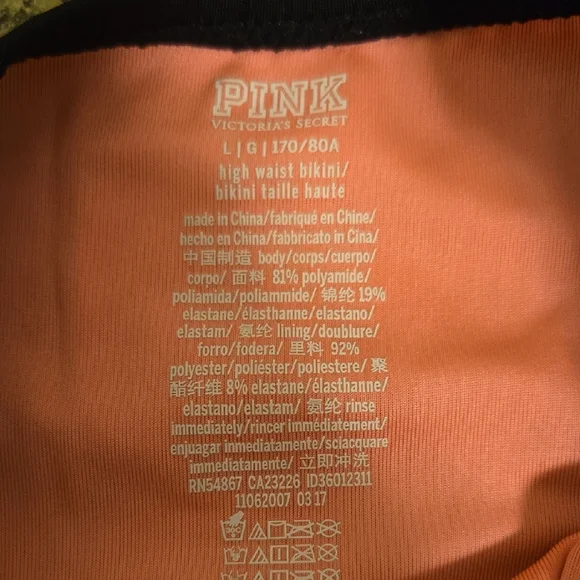 PINK
VICTORIA'S SECRET
L | G | 170/80A
high waist bikini/
bikini taille haute
made in China/fabriqué en Chine/
hecho en China/fabbricato in Cina/
中国制造 body/corps/cuerpo/
corpo/ 面料 81% polyamide/
poliamida/poliammide/ 锦纶 19%
elastane/élasthanne/elastano/
elastam/ 氨纶 lining/doublure/
forro/fodera/ 里料 92%
polyester/poliéster/poliestere/ 聚
酯纤维 8% elastane/élasthanne/
elastano/elastam/ 氨纶 rinse
immediately/rincer immédiatement/
enjuagar inmediatamente/sciacquare
immediatamente/ 立即冲洗
RN54867 CA23226 ID36012311
11062007 03 17